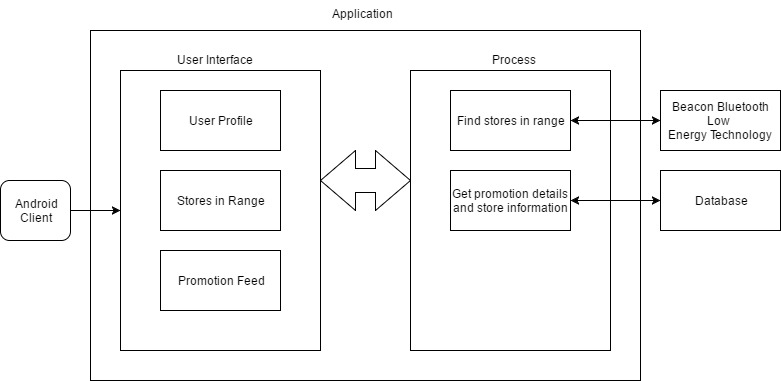 Application
User Interface
Process
User Profile
Find stores in range
Beacon Bluetooth
Low
Energy Technology
Android
Client
Stores in Range
Get promotion details
and store information
Database
Promotion Feed